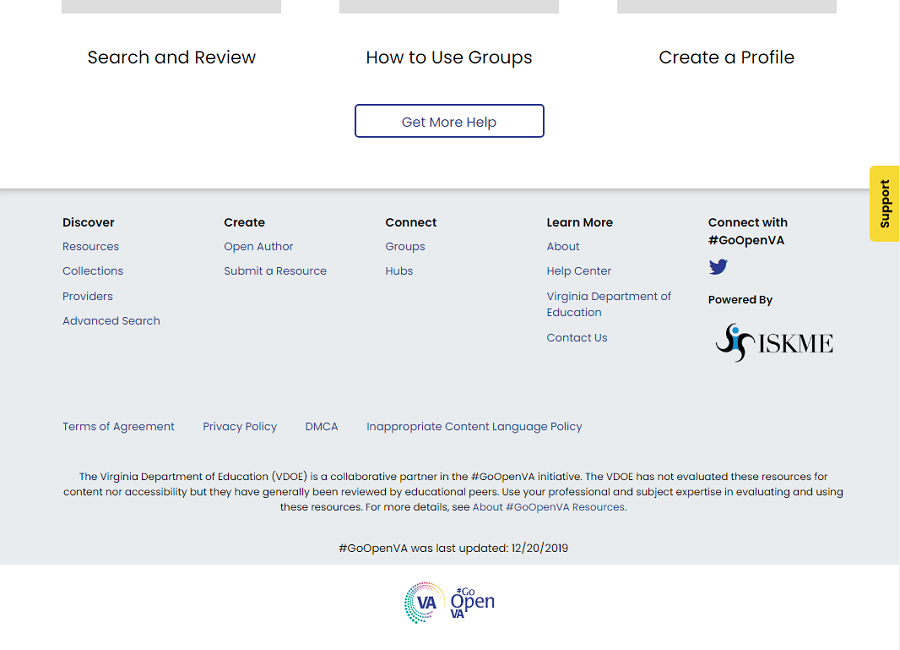 Search and Review
How to Use Groups
Create a Profile
Get More Help
Support
Discover
Resources
Collections
Providers
Advanced Search
Create
Open Author
Submit a Resource
Connect
Groups
Hubs
Learn More
About
Help Center
Virginia Department of
Education
Contact Us
Connect with
#GoOpenVA
Powered By
ISKME
Terms of Agreement
Privacy Policy
DMCA
Inappropriate Content Language Policy
The Virginia Department of Education (VDOE) is a collaborative partner in the #GoOpenVA initiative. The VDOE has not evaluated these resources for
content nor accessibility but they have generally been reviewed by educational peers. Use your professional and subject expertise in evaluating and using
these resources. For more details, see About #GoOpenVA Resources.
#GoOpenVA was last updated: 12/20/2019
VA
#Go
Open
VA